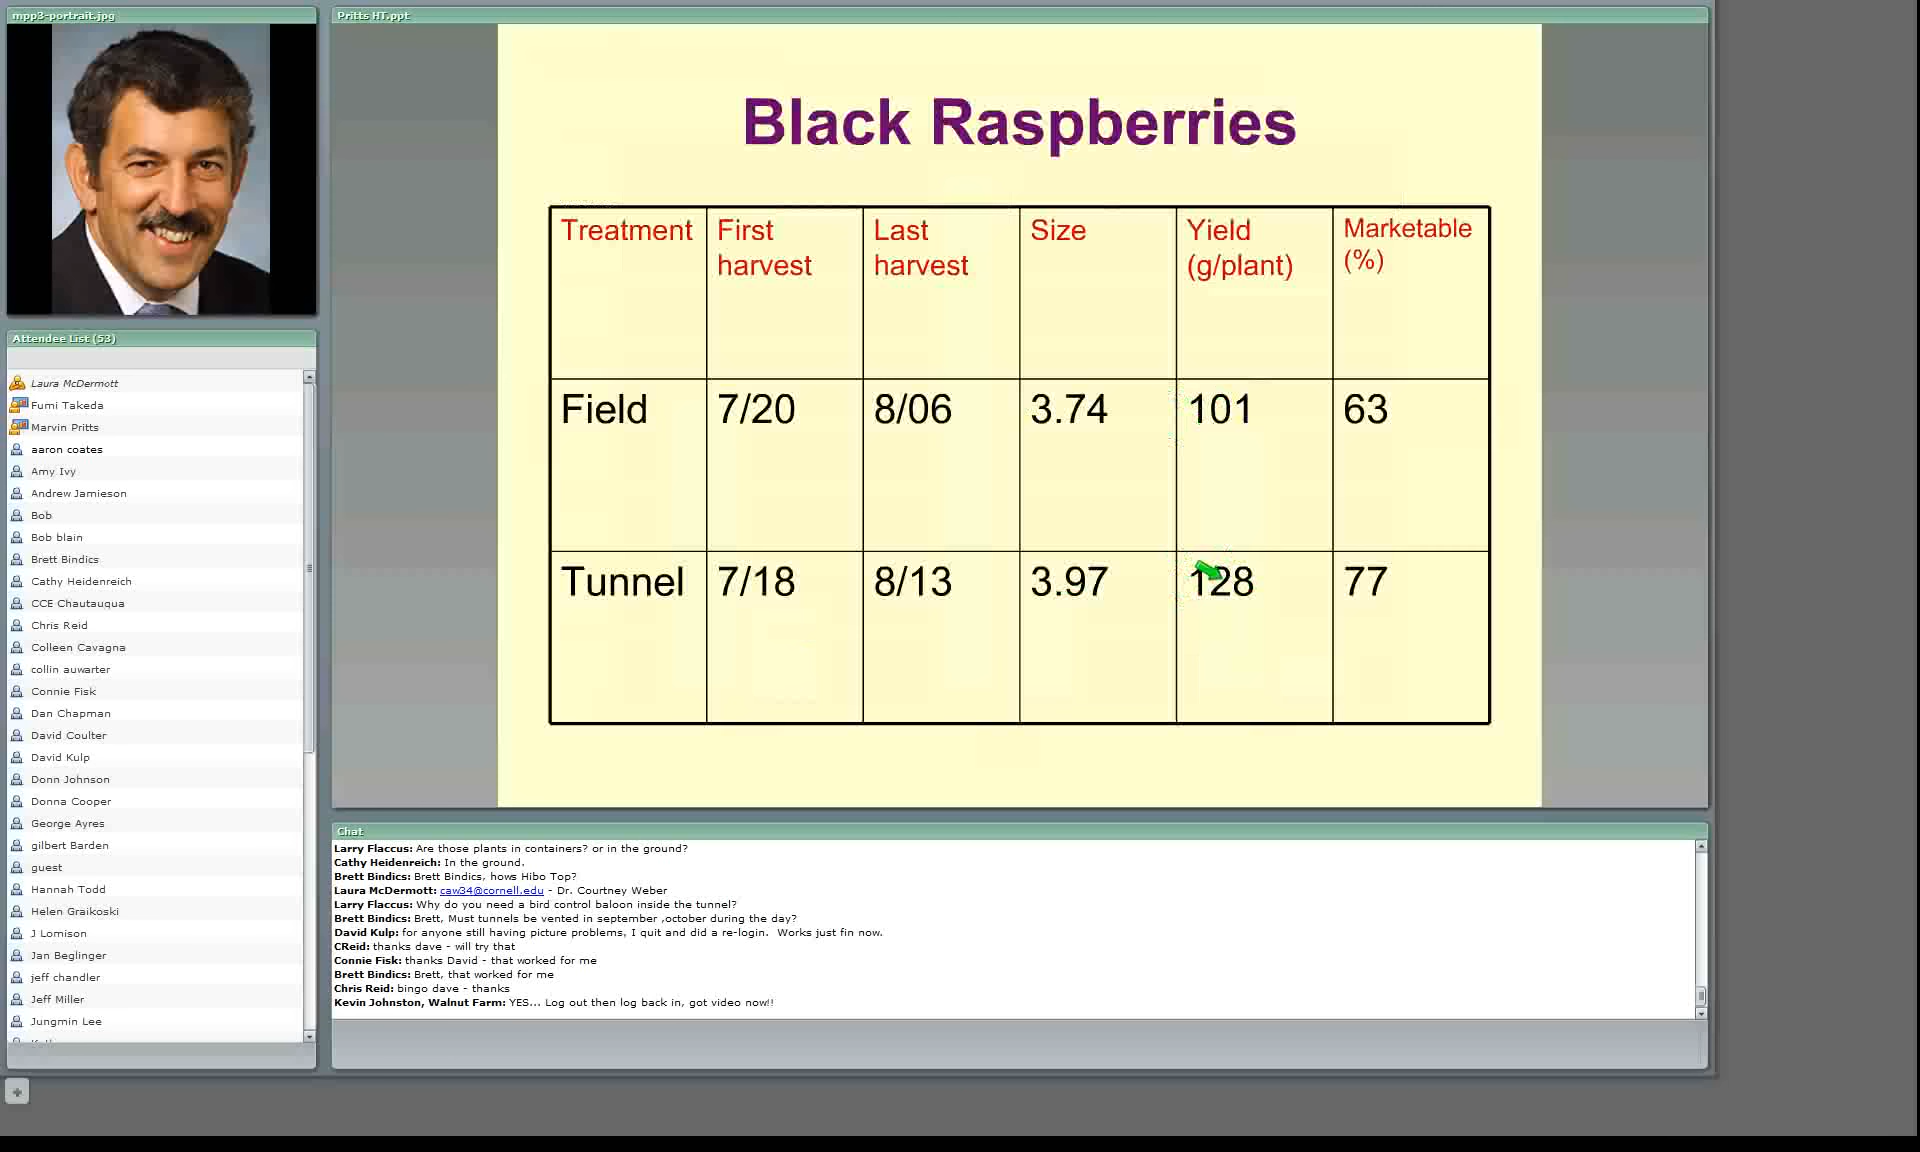 mpp3-portrait.jpg
Pritts HT.ppt
Black Raspberries
Treatment First harvest Last harvest Size Yield (g/plant) Marketable (%)
Field 7/20 8/06 3.74 101 63
Tunnel 7/18 8/13 3.97 128 77
Attendee List (53)
Laura McDermott
Fumi Takeda
Marvin Pritts
aaron coates
Amy Ivy
Andrew Jamieson
Bob
Bob blain
Brett Bindics
Cathy Heidenreich
CCE Chautauqua
Chris Reid
Colleen Cavagna
collin auwarter
Connie Fisk
Dan Chapman
David Coulter
David Kulp
Donn Johnson
Donna Cooper
George Ayres
gilbert Barden
guest
Hannah Todd
Helen Graikoski
J Lomison
Jan Beglinger
jeff chandler
Jeff Miller
Jungmin Lee
Chat
Larry Flaccus: Are those plants in containers? or in the ground?
Cathy Heidenreich: In the ground.
Brett Bindics: Brett Bindics, hows Hibo Top?
Laura McDermott: caw34@cornell.edu - Dr. Courtney Weber
Larry Flaccus: Why do you need a bird control baloon inside the tunnel?
Brett Bindics: Brett, Must tunnels be vented in september ,october during the day?
David Kulp: for anyone still having picture problems, I quit and did a re-login. Works just fin now.
CReid: thanks dave - will try that
Connie Fisk: thanks David - that worked for me
Brett Bindics: Brett, that worked for me
Chris Reid: bingo dave - thanks
Kevin Johnston, Walnut Farm: YES... Log out then log back in, got video now!!